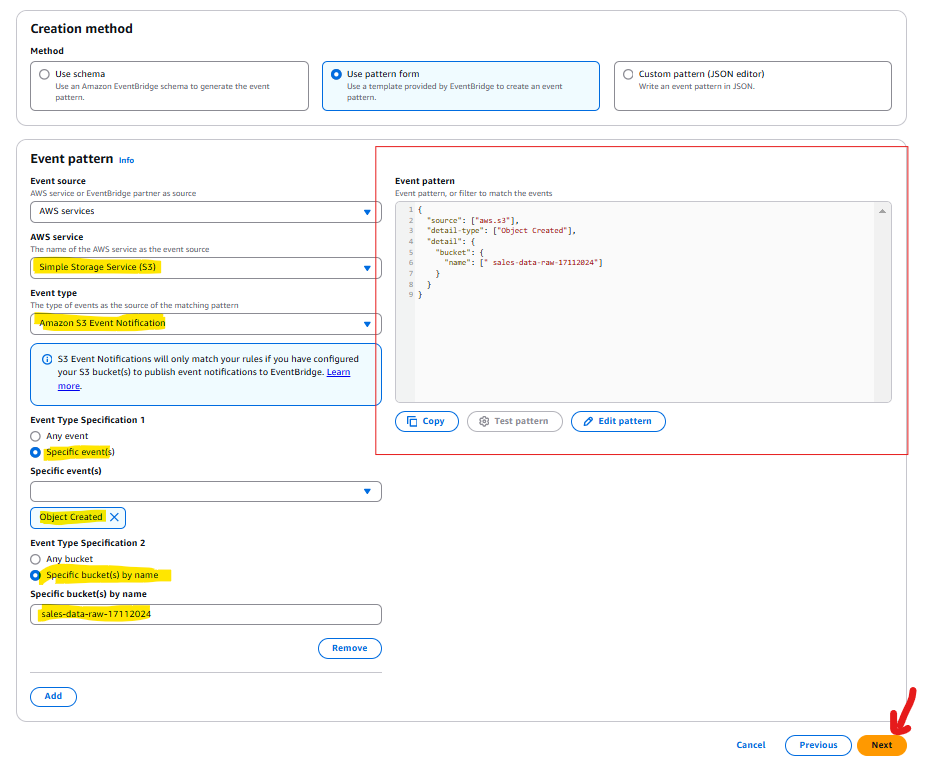 Creation method
Method
Use schema
Use an Amazon EventBridge schema to generate the event
pattern.
Use pattern form
Use a template provided by EventBridge to create an event
pattern.
Custom pattern (JSON editor)
Write an event pattern in JSON.
Event pattern Info
Event source
AWS service or EventBridge partner as source
AWS services
AWS service
The name of the AWS service as the event source
Simple Storage Service (S3)
Event type
The type of events as the source of the matching pattern
Amazon S3 Event Notification
S3 Event Notifications will only match your rules if you have configured
your S3 bucket(s) to publish event notifications to EventBridge. Learn
more.
Event Type Specification 1
Any event
Specific event(s)
Specific event(s)
Object Created
Event Type Specification 2
Any bucket
Specific bucket(s) by name
Specific bucket(s) by name
sales-data-raw-17112024
Remove
Add
Event pattern
Event pattern, or filter to match the events
1 {
2 "source": ["aws.s3"],
3 "detail-type": ["Object Created"],
4 "detail": {
5 "bucket": {
6 "name": [" sales-data-raw-17112024"]
7 }
8 }
9 }
Copy
Test pattern
Edit pattern
Cancel
Previous
Next